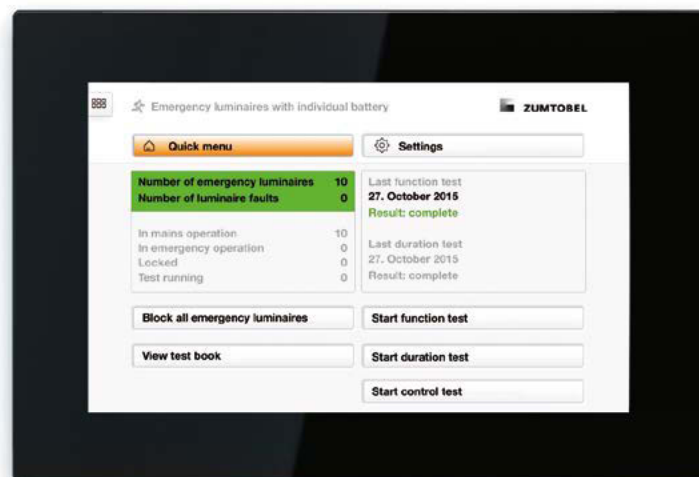 Emergency luminaires with individual battery
ZUMTOBEL
Quick menu
Settings
Number of emergency luminaires 10
Number of luminaire faults 0
In mains operation 10
In emergency operation 0
Locked 0
Test running 0
Last function test
27. October 2015
Result: complete
Last duration test
27. October 2015
Result: complete
Block all emergency luminaires
Start function test
View test book
Start duration test
Start control test